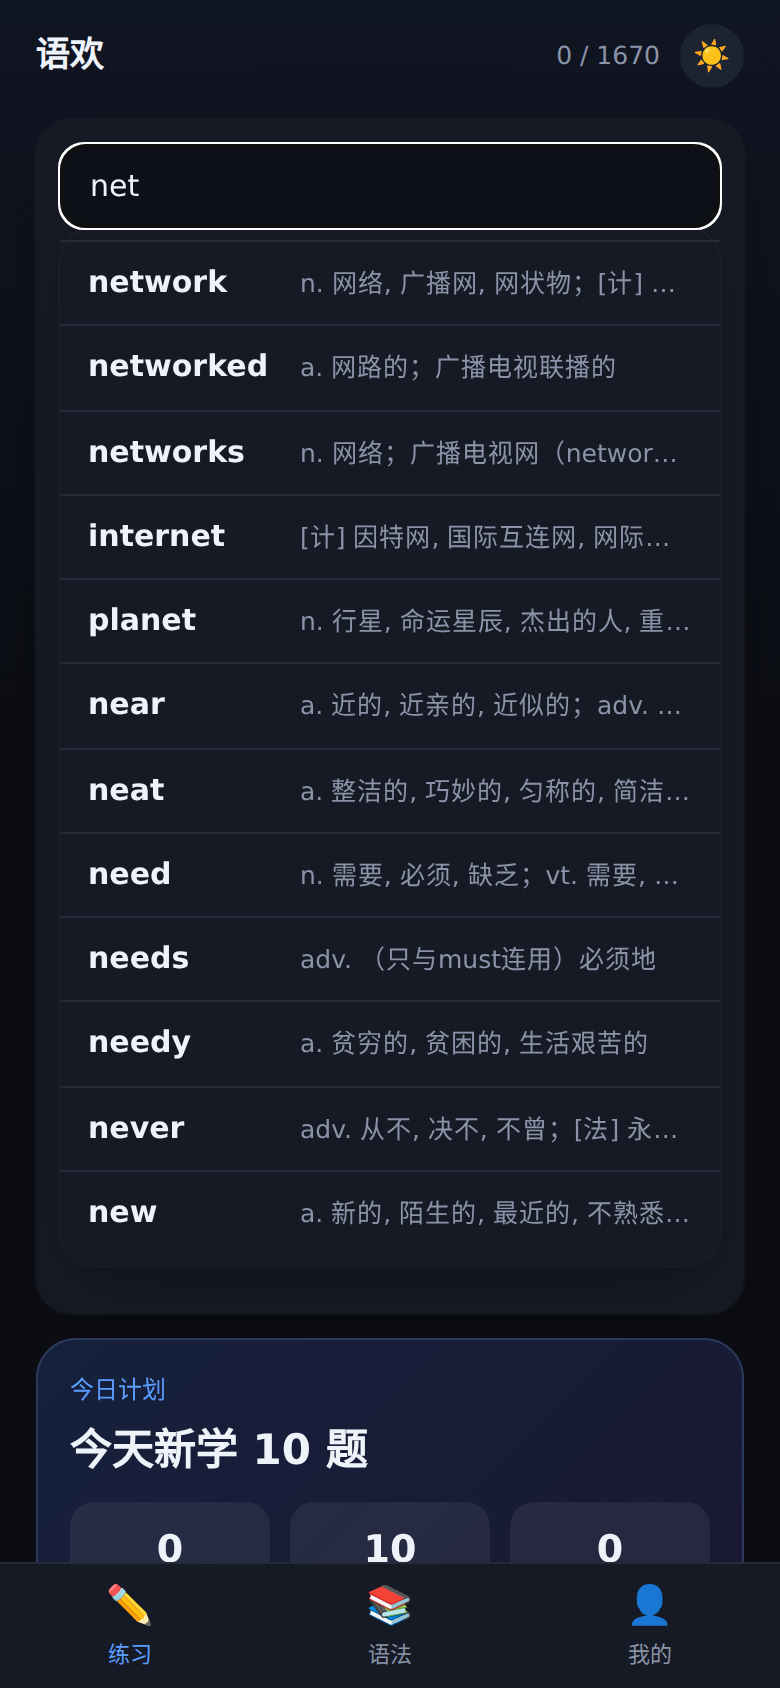 语欢
0 / 1670
net
network n. 网络, 广播网, 网状物；[计] ...
networked a. 网路的；广播电视联播的
networks n. 网络；广播电视网（networ...
internet [计] 因特网, 国际互连网, 网际...
planet n. 行星, 命运星辰, 杰出的人, 重...
near a. 近的, 近亲的, 近似的；adv. ...
neat a. 整洁的, 巧妙的, 匀称的, 简洁...
need n. 需要, 必须, 缺乏；vt. 需要, ...
needs adv. （只与must连用）必须地
needy a. 贫穷的, 贫困的, 生活艰苦的
never adv. 从不, 决不, 不曾；[法] 永...
new a. 新的, 陌生的, 最近的, 不熟悉...
今日计划
今天新学 10 题
0 10 0
练习 语法 我的